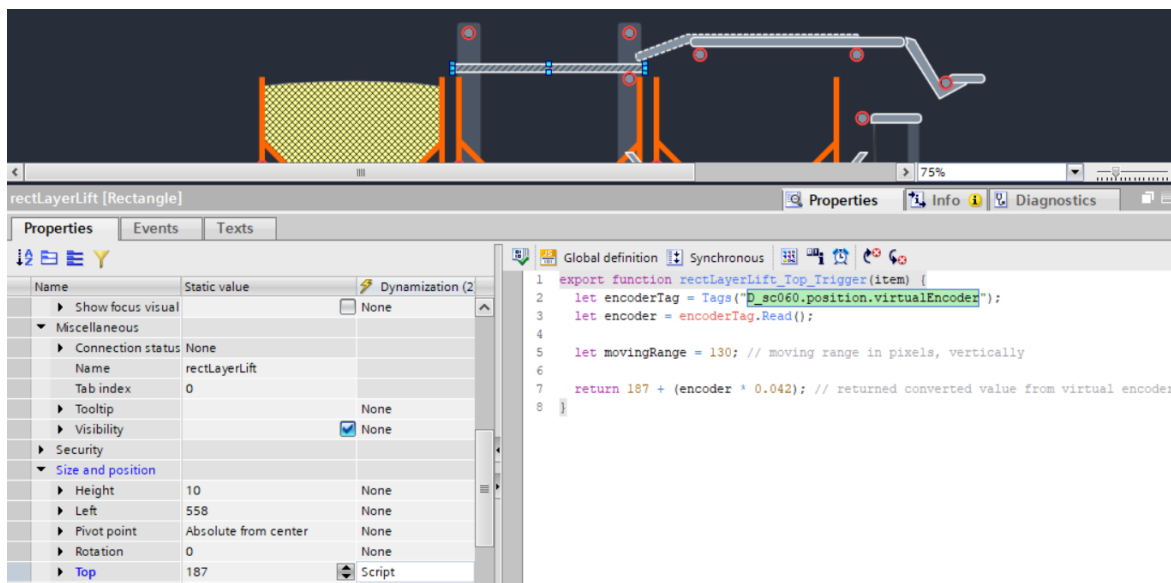 75%
rectLayerLift [Rectangle]
Properties Info Diagnostics
Properties Events Texts
Global definition Synchronous
Name Static value Dynamization (2
Show focus visual None
Miscellaneous
Connection status None
Name rectLayerLift
Tab index 0
Tooltip None
Visibility None
Security
Size and position
Height 10 None
Left 558 None
Pivot point Absolute from center None
Rotation 0 None
Top 187 Script
1 export function rectLayerLift_Top_Trigger(item) {
2 let encoderTag = Tags("D_sc060.position.virtualEncoder");
3 let encoder = encoderTag.Read();
4
5 let movingRange = 130; // moving range in pixels, vertically
6
7 return 187 + (encoder * 0.042); // returned converted value from virtual encoder
8 }